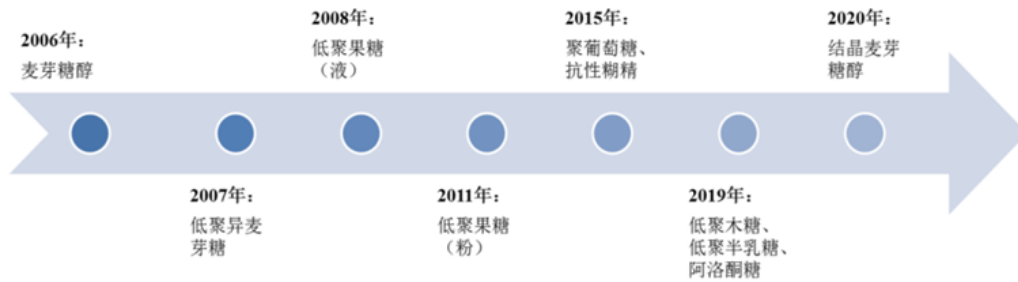 2006年：
麦芽糖醇
2007年：
低聚异麦
芽糖
2008年：
低聚果糖
（液）
2011年：
低聚果糖
（粉）
2015年：
聚葡萄糖、
抗性糊精
2019年：
低聚木糖、
低聚半乳糖、
阿洛酮糖
2020年：
结晶麦芽
糖醇